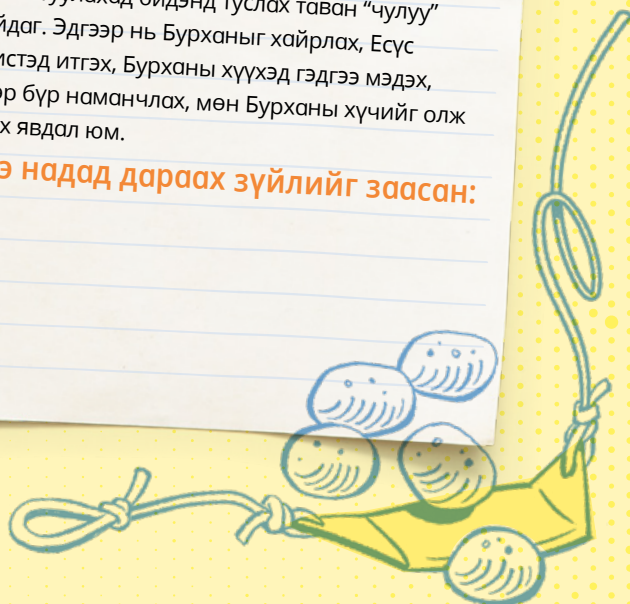 бидэнд туслах таван “чулуу”
йдаг. Эдгээр нь Бурханыг хайрлах, Есүс
истэд итгэх, Бурханы хүүхэд гэдгээ мэдэх,
өр бүр наманчлах, мөн Бурханы хүчийг олж
х явдал юм.
э надад дараах зүйлийг заасан: